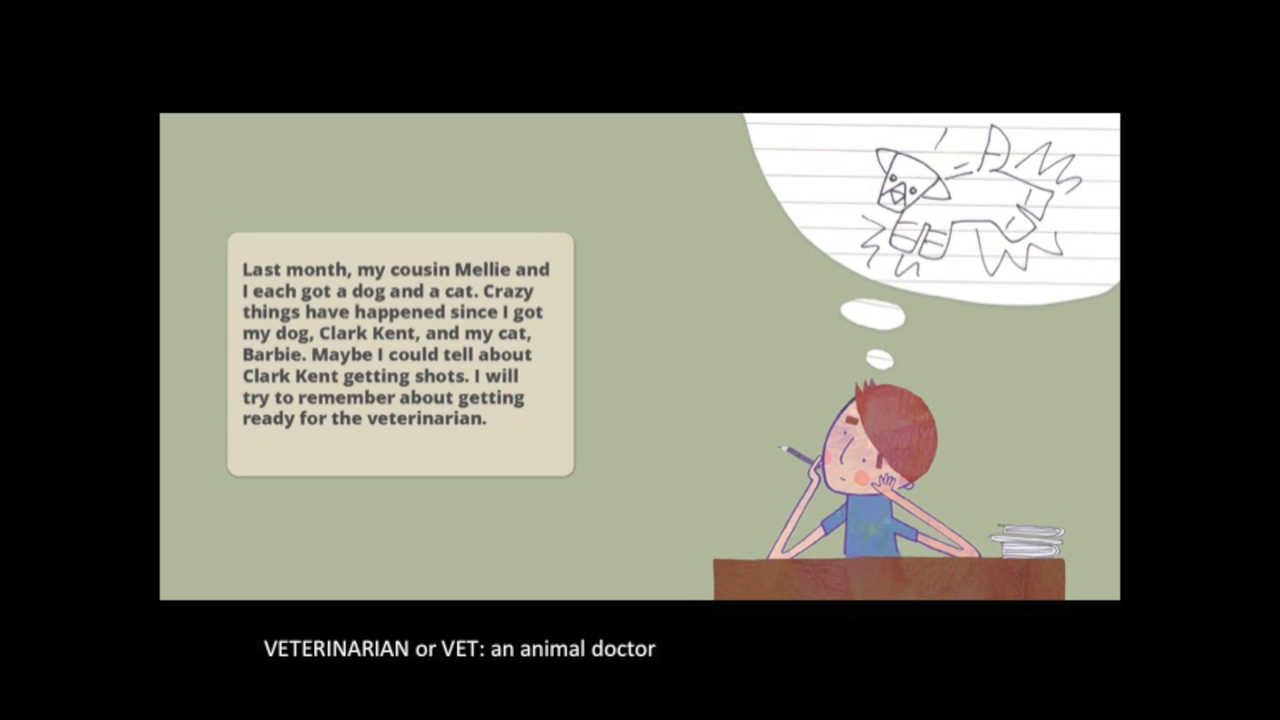 Last month, my cousin Mellie and
I each got a dog and a cat. Crazy
things have happened since I got
my dog, Clark Kent, and my cat,
Barbie. Maybe I could tell about
Clark Kent getting shots. I will
try to remember about getting
ready for the veterinarian.
VETERINARIAN or VET: an animal doctor